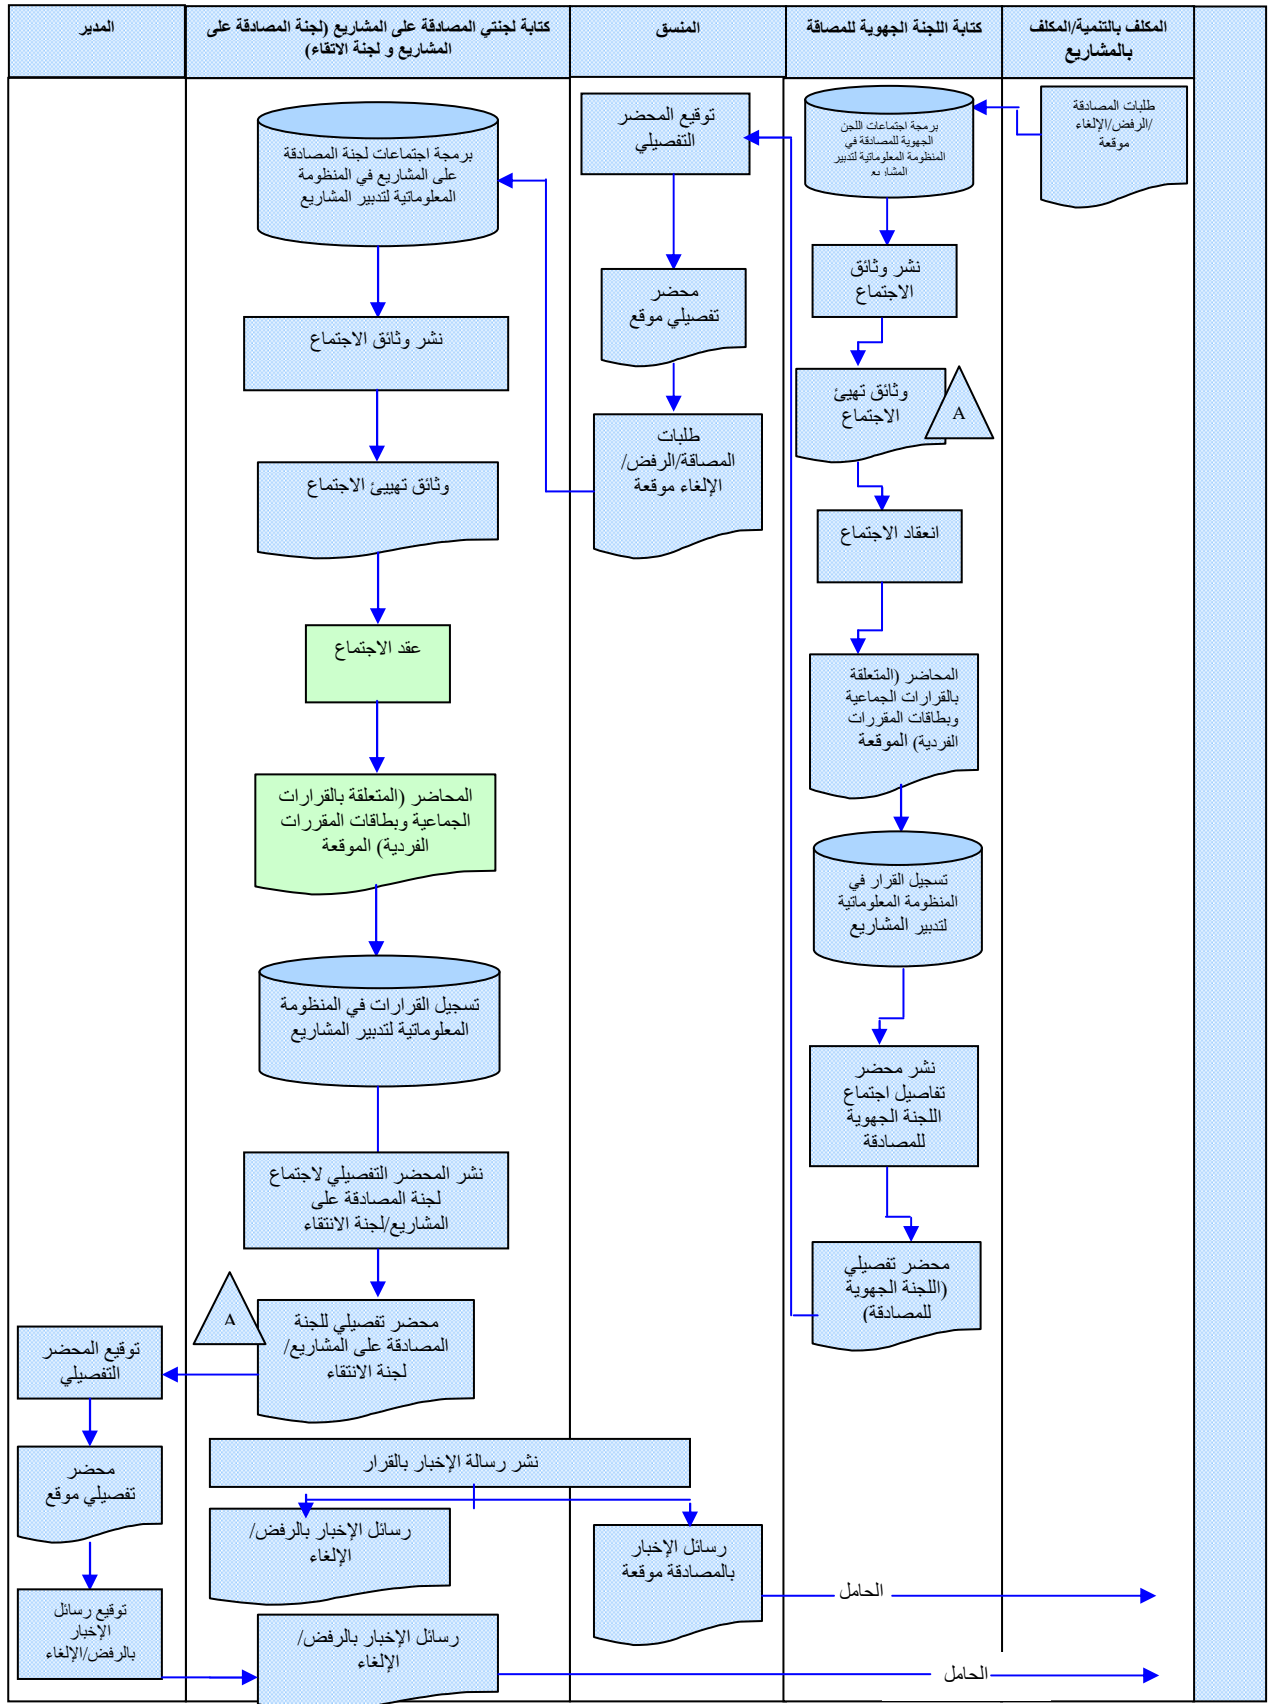 المكلف بالتنمية/المكلف
بالمشاريع
كتابة اللجنة الجهوية للمصاقة
المنسق
كتابة لجنتي المصادقة على المشاريع (لجنة المصادقة على
المشاريع و لجنة الانقاء)
المدير
طلبات المصادقة
/الرفض/الإلغاء
موقعة
برمجة اجتماعات اللجن
الجهوية للمصادقة في
المنظومة المعلوماتية لتدبير
المشاريع
نشر وثائق
الاجتماع
وثائق تهيئ
الاجتماع
A
انعقاد الاجتماع
المحاضر (المتعلقة
بالقرارات الجماعية
وبطاقات المقررات
الفردية) الموقعة
تسجيل القرار في
المنظومة المعلوماتية
لتدبير المشاريع
نشر محضر
تفاصيل اجتماع
اللجنة الجهوية
للمصادقة
محضر تفصيلي
(اللجنة الجهوية
للمصادقة)
توقيع المحضر
التفصيلي
محضر
تفصيلي موقع
طلبات
المصاقة/الرفض/
الإلغاء موقعة
برمجة اجتماعات لجنة المصادقة
على المشاريع في المنظومة
المعلوماتية لتدبير المشاريع
نشر وثائق الاجتماع
وثائق تهييئ الاجتماع
عقد الاجتماع
المحاضر (المتعلقة بالقرارات
الجماعية وبطاقات المقررات
الفردية) الموقعة
تسجيل القرارات في المنظومة
المعلوماتية لتدبير المشاريع
نشر المحضر التفصيلي لاجتماع
لجنة المصادقة على
المشاريع/لجنة الانتقاء
A
محضر تفصيلي للجنة
المصادقة على المشاريع/
لجنة الانتقاء
توقيع المحضر
التفصيلي
محضر
تفصيلي موقع
توقيع رسائل
الإخبار
بالرفض/الإلغاء
نشر رسالة الإخبار بالقرار
رسائل الإخبار بالرفض/
الإلغاء
رسائل الإخبار
بالمصادقة موقعة
الحامل
رسائل الإخبار بالرفض/
الإلغاء
الحامل